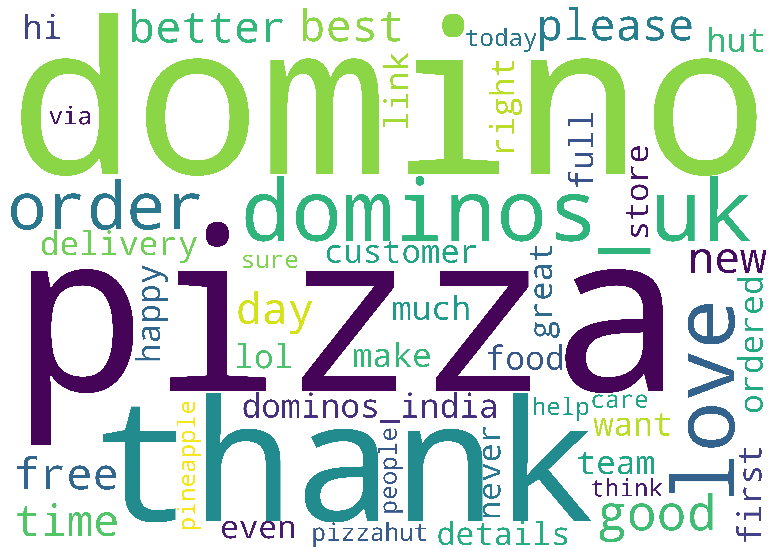 hi
better
best
today
please
hut
domino
via
link
right
full
store
order
dominos_uk
delivery
sure
customer
new
pizza
happy
day
much
great
lol
make
food
love
ordered
dominos_india
help
care
thank
pineapple
people
never
want
free
team
think
first
time
even
pizzahut
details
good